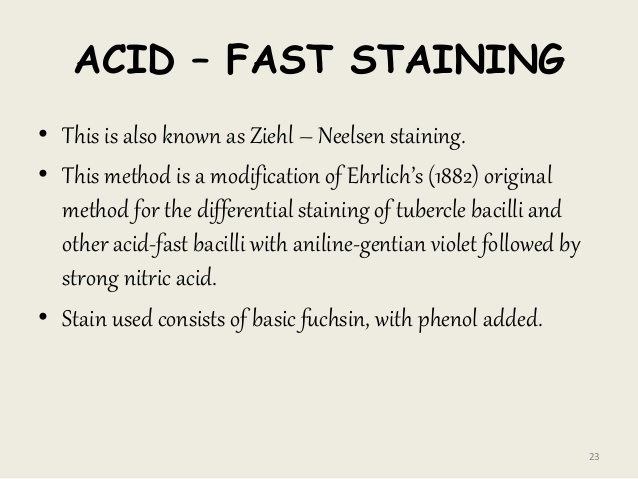 ACID – FAST STAINING
• This is also known as Ziehl – Neelsen staining.
• This method is a modification of Ehrlich's (1882) original
method for the differential staining of tubercle bacilli and
other acid-fast bacilli with aniline-gentian violet followed by
strong nitric acid.
• Stain used consists of basic fuchsin, with phenol added.
23